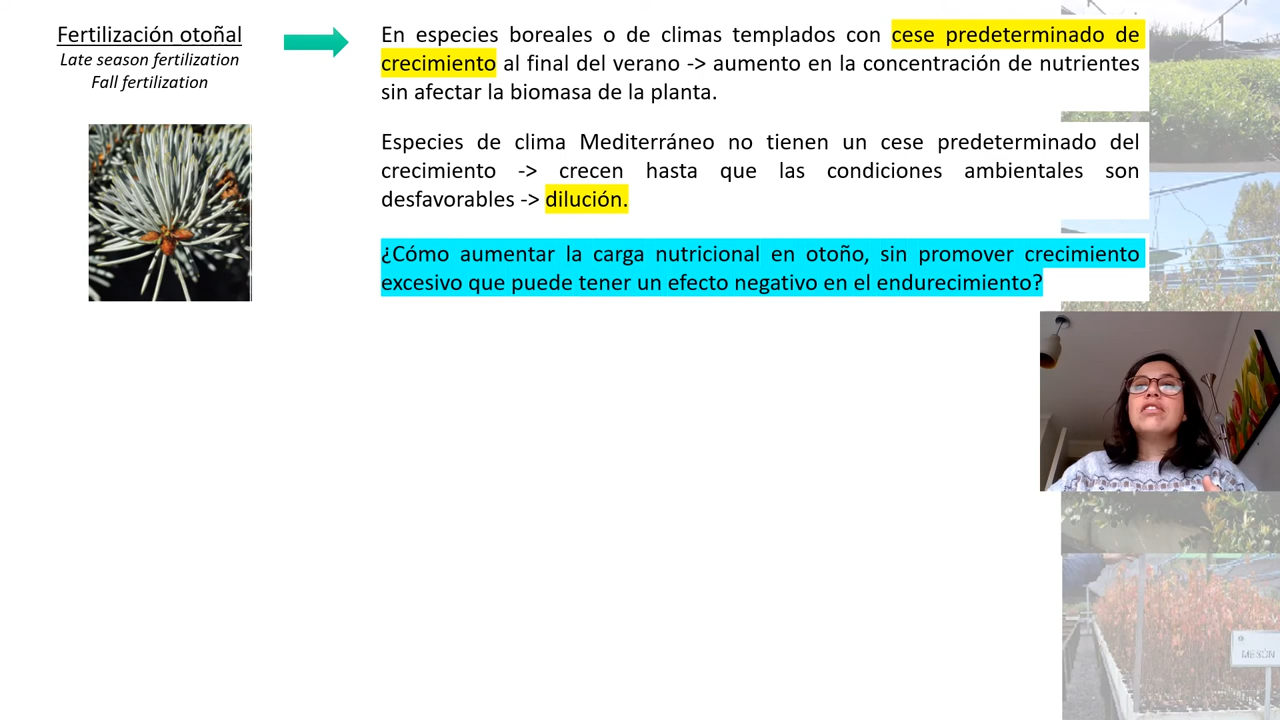 Fertilización otoñal
Late season fertilization
Fall fertilization
En especies boreales o de climas templados con cese predeterminado de
crecimiento al final del verano -> aumento en la concentración de nutrientes
sin afectar la biomasa de la planta.
Especies de clima Mediterráneo no tienen un cese predeterminado del
crecimiento -> crecen hasta que las condiciones ambientales son
desfavorables -> dilución.
¿Cómo aumentar la carga nutricional en otoño, sin promover crecimiento
excesivo que puede tener un efecto negativo en el endurecimiento?
MESÓN